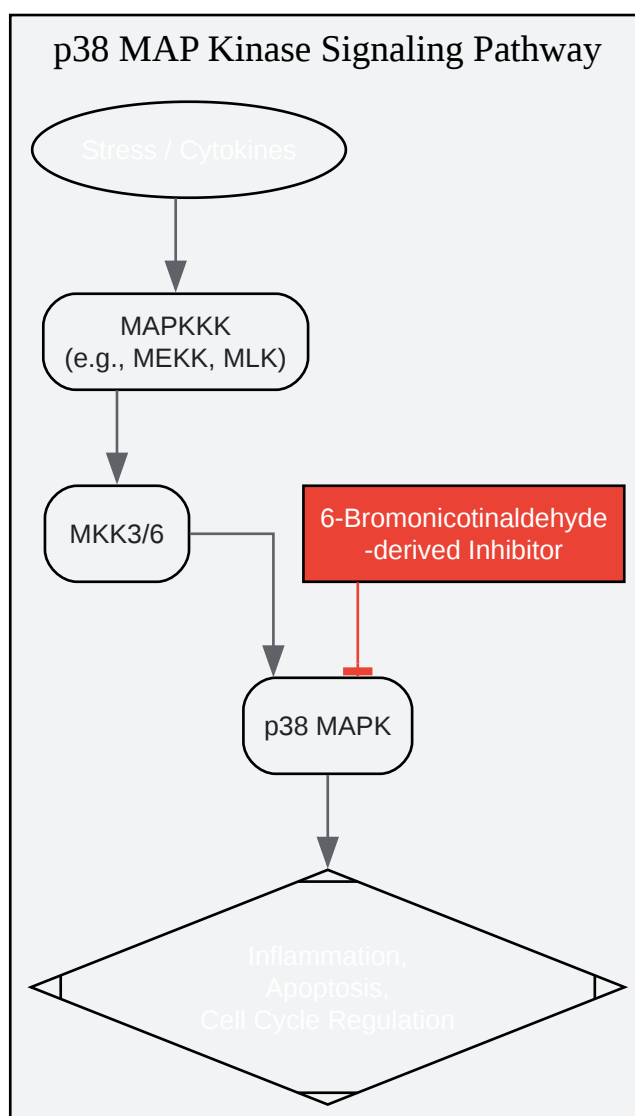 p38 MAP Kinase Signaling Pathway
Stress / Cytokines
MAPKKK
(e.g., MEKK, MLK)
MKK3/6
6-Bromonicotinaldehyde
-derived Inhibitor
p38 MAPK
Inflammation,
Apoptosis,
Cell Cycle Regulation